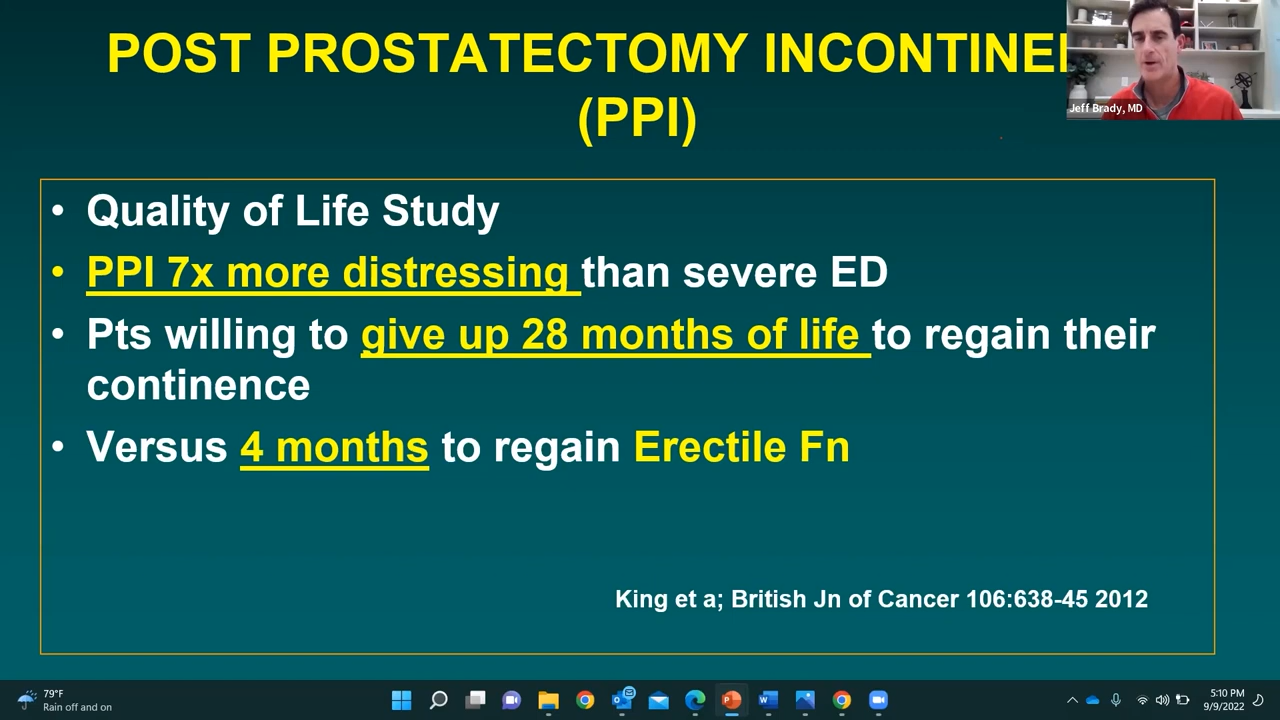 POST PROSTATECTOMY
(PPI)
Jeff Brady, MD
• Quality of Life Study
• PPI 7x more distressing than severe ED
• Pts willing to give up 28 months of life to regain their
continence
• Versus 4 months to regain Erectile Fn
King et a; British Jn of Cancer 106:638-45 2012
79°F
Rain off and on
5:10 PM
9/9/2022